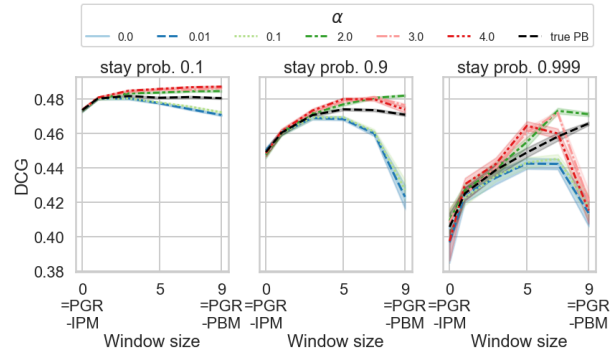 α
0.0 0.01 0.1 2.0 3.0 4.0 true PB
stay prob. 0.1 stay prob. 0.9 stay prob. 0.999
DCG
0.48
0.46
0.44
0.42
0.40
0.38
0 5 9 0 5 9 0 5 9
=PGR =PGR =PGR =PGR =PGR =PGR
-IPM -PBM -IPM -PBM -IPM -PBM
Window size Window size Window size